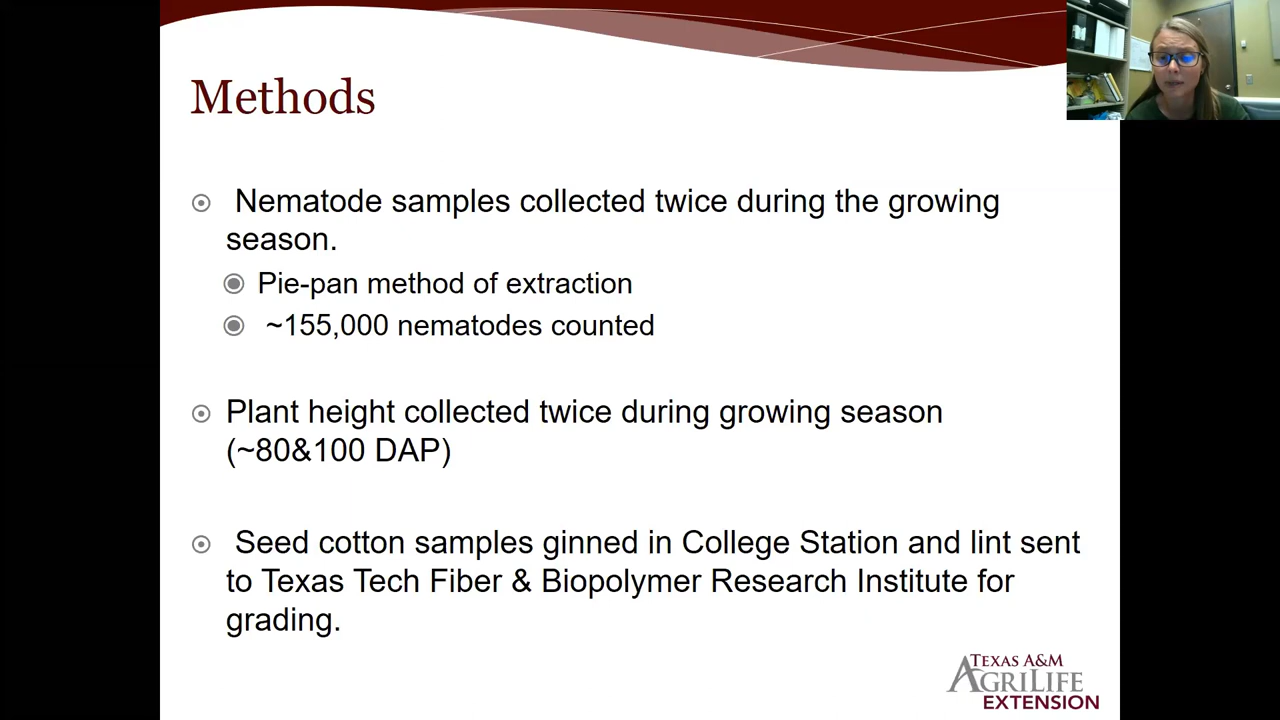 Methods
Nematode samples collected twice during the growing
season.
Pie-pan method of extraction
~155,000 nematodes counted
Plant height collected twice during growing season
(~80&100 DAP)
Seed cotton samples ginned in College Station and lint sent
to Texas Tech Fiber & Biopolymer Research Institute for
grading.
TEXAS A&M
AGRILIFE
EXTENSION